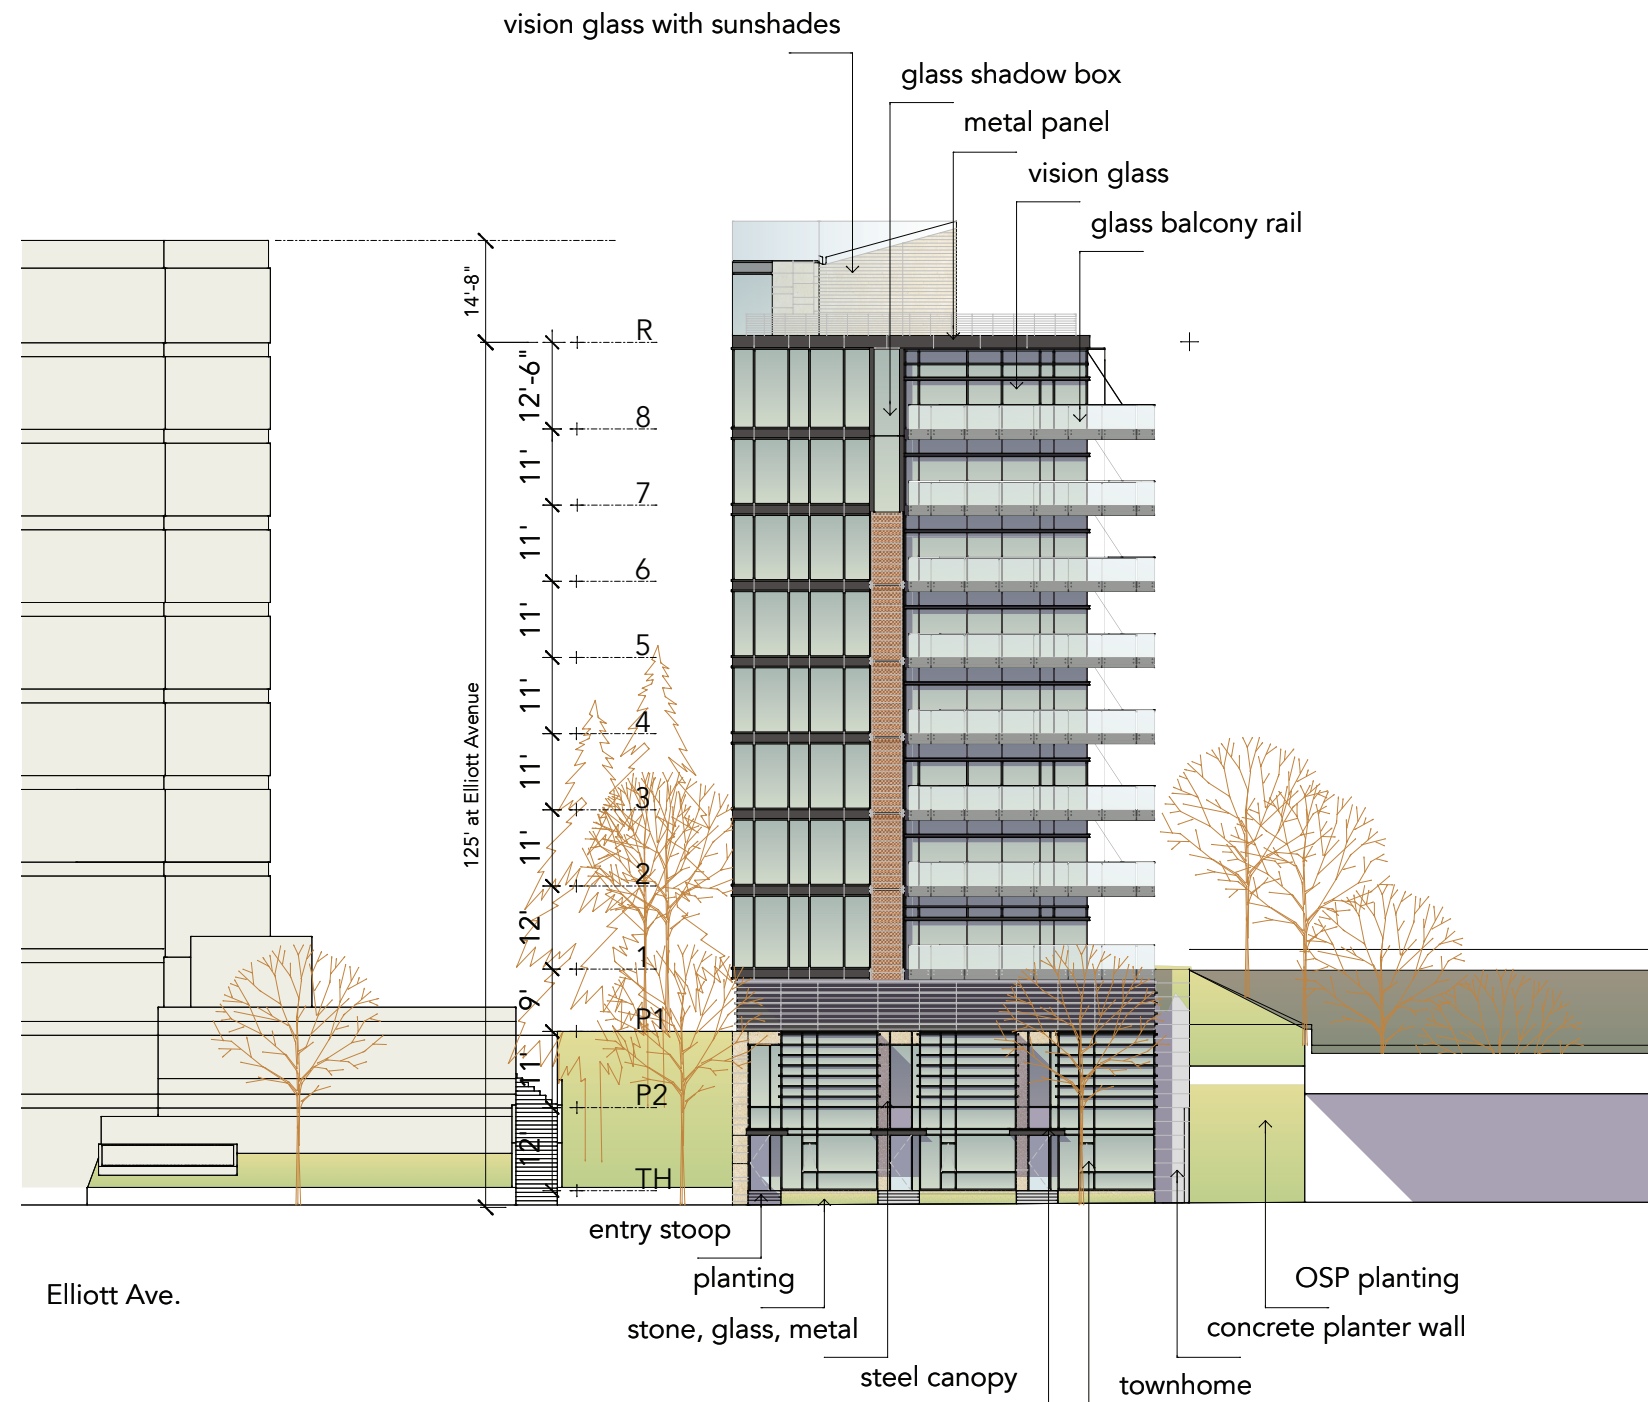 vision glass with sunshades
glass shadow box
metal panel
vision glass
glass balcony rail
14'-8"
R
12'-6"
8
11'
7
11'
6
11'
5
11'
4
11'
3
11'
2
12'
1
9'
P1
11'
P2
12'
TH
125' at Elliott Avenue
entry stoop
planting
stone, glass, metal
steel canopy
townhome
concrete planter wall
OSP planting
Elliott Ave.